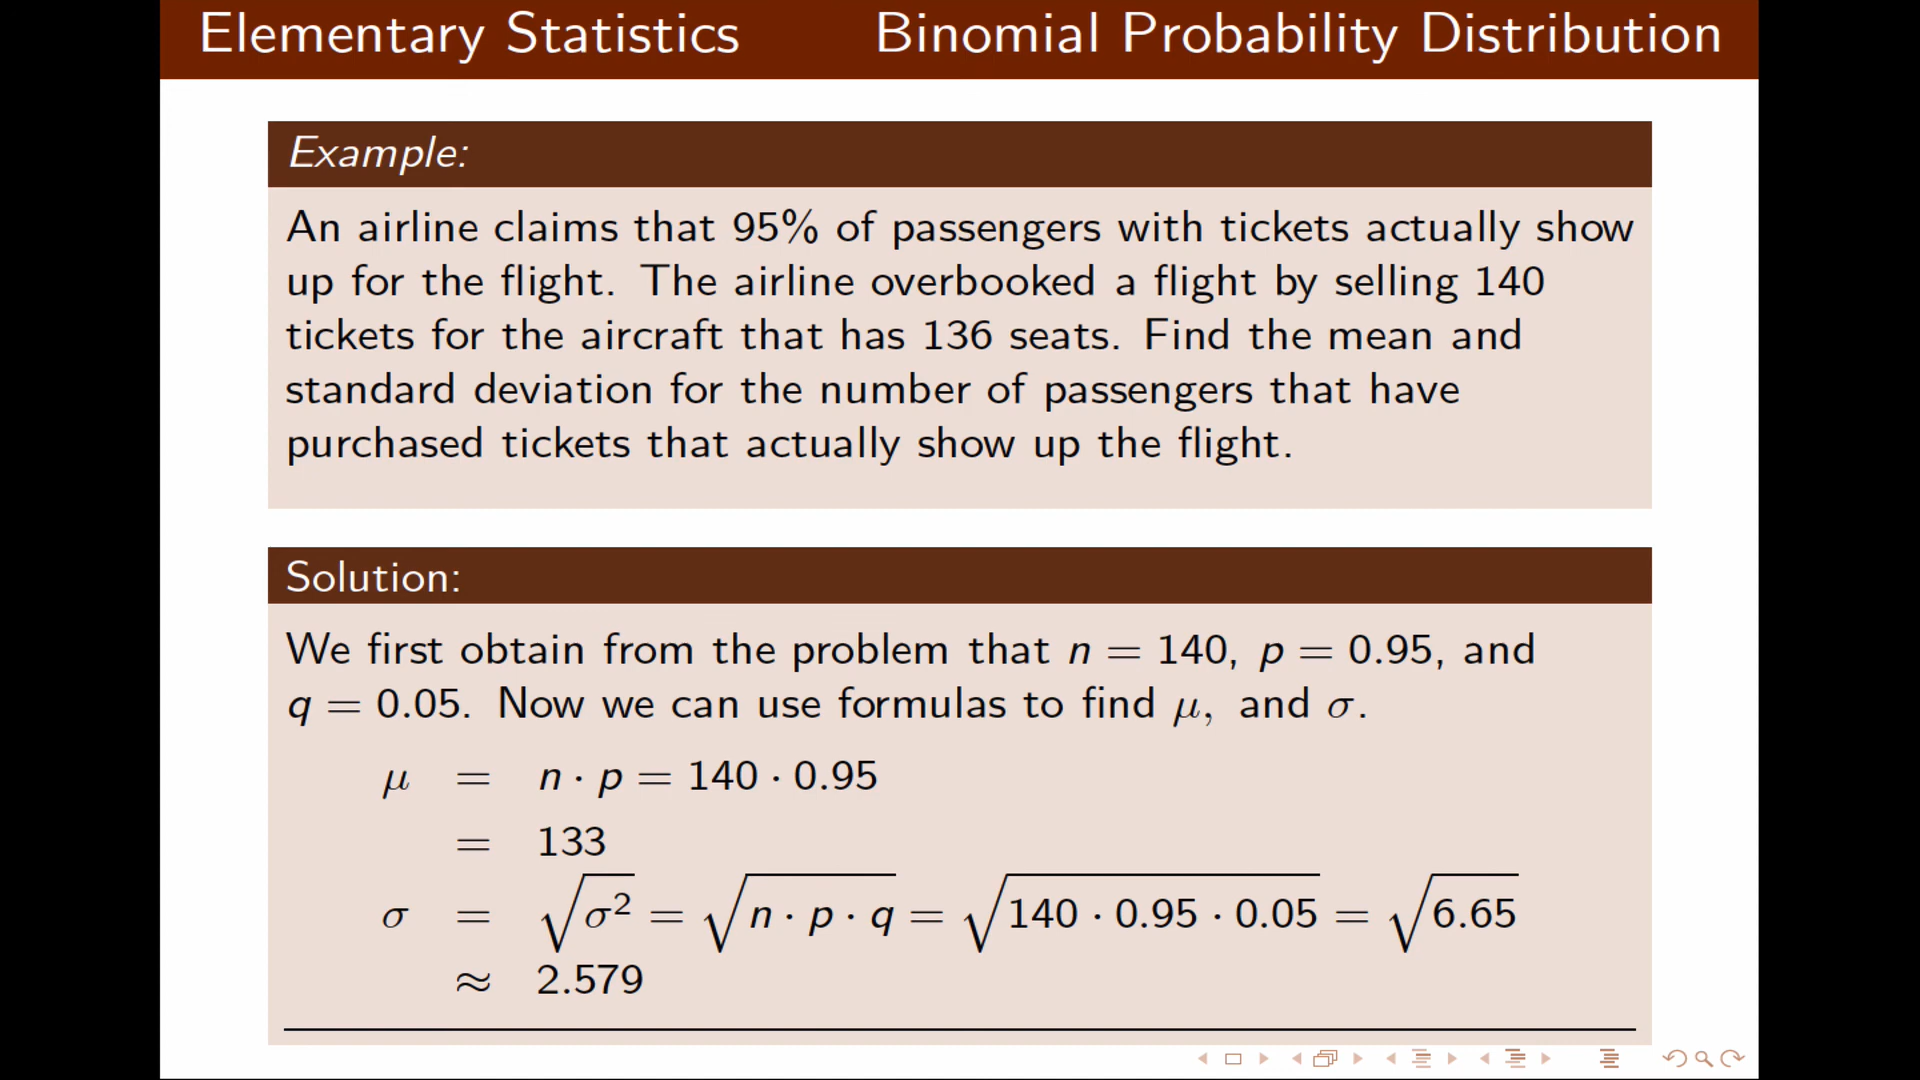 Elementary Statistics Binomial Probability Distribution
Example:
An airline claims that 95% of passengers with tickets actually show
up for the flight. The airline overbooked a flight by selling 140
tickets for the aircraft that has 136 seats. Find the mean and
standard deviation for the number of passengers that have
purchased tickets that actually show up the flight.
Solution:
We first obtain from the problem that n = 140, p = 0.95, and
q = 0.05. Now we can use formulas to find μ, and σ.
μ = n · p = 140 · 0.95
= 133
σ = √σ² = √n · p · q = √140 · 0.95 · 0.05 = √6.65
≈ 2.579